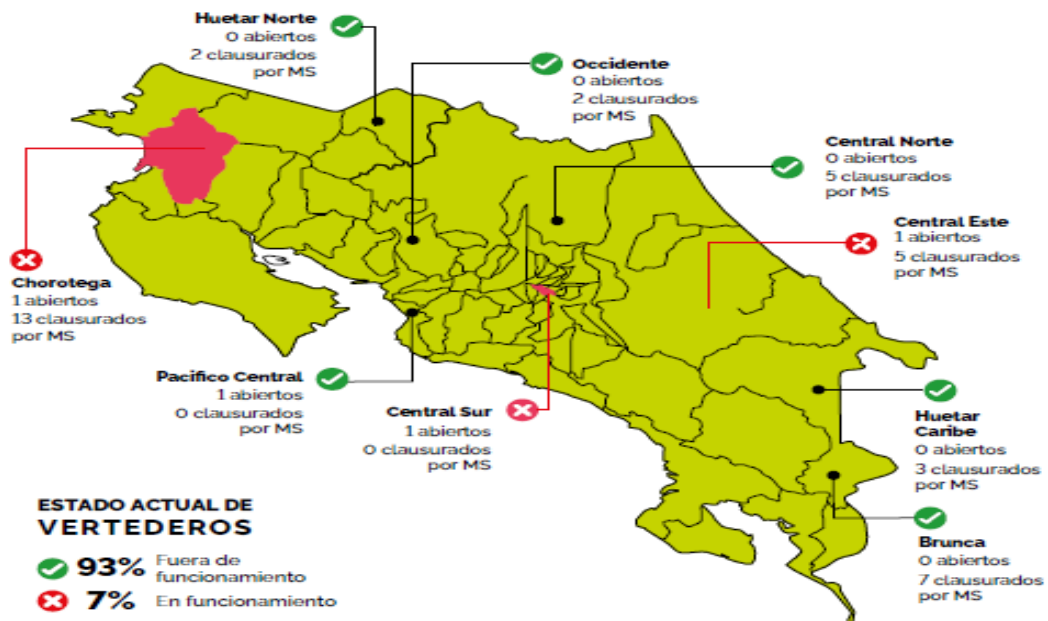 Huetar Norte
0 abiertos
2 clausurados
por MS
Occidente
0 abiertos
2 clausurados
por MS
Central Norte
0 abiertos
5 clausurados
por MS
Central Este
1 abiertos
5 clausurados
por MS
Chorotega
1 abiertos
13 clausurados
por MS
Pacifico Central
1 abiertos
0 clausurados
por MS
Central Sur
1 abiertos
0 clausurados
por MS
Huetar
Caribe
0 abiertos
3 clausurados
por MS
Brunca
0 abiertos
7 clausurados
por MS
ESTADO ACTUAL DE
VERTEDEROS
93% Fuera de
funcionamiento
7% En funcionamiento